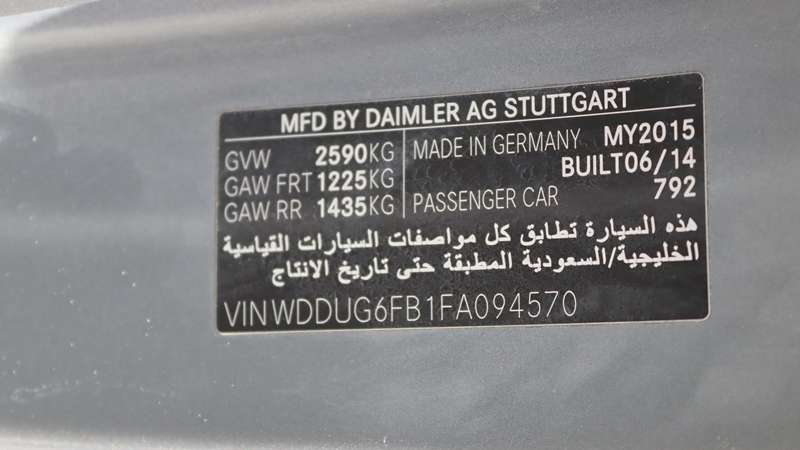 MFD BY DAIMLER AG STUTTGART
GVW 2590KG
GAW FRT 1225KG
GAW RR 1435KG
MADE IN GERMANY MY2015
BUILT06/14
PASSENGER CAR 792
هذه السيارة تطابق كل مواصفات السيارات القياسية
الخليجية/السعودية المطبقة حتى تاريخ الانتاج
VIN WDDUG6FB1FA094570